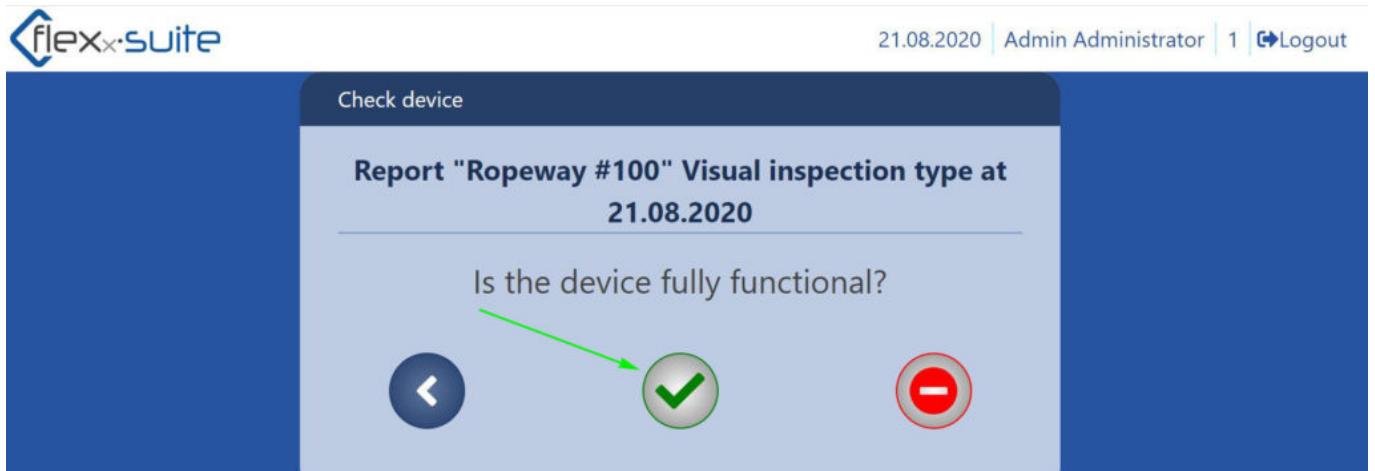 flexx·suite
21.08.2020 Admin Administrator 1 Logout
Check device
Report "Ropeway #100" Visual inspection type at
21.08.2020
Is the device fully functional?